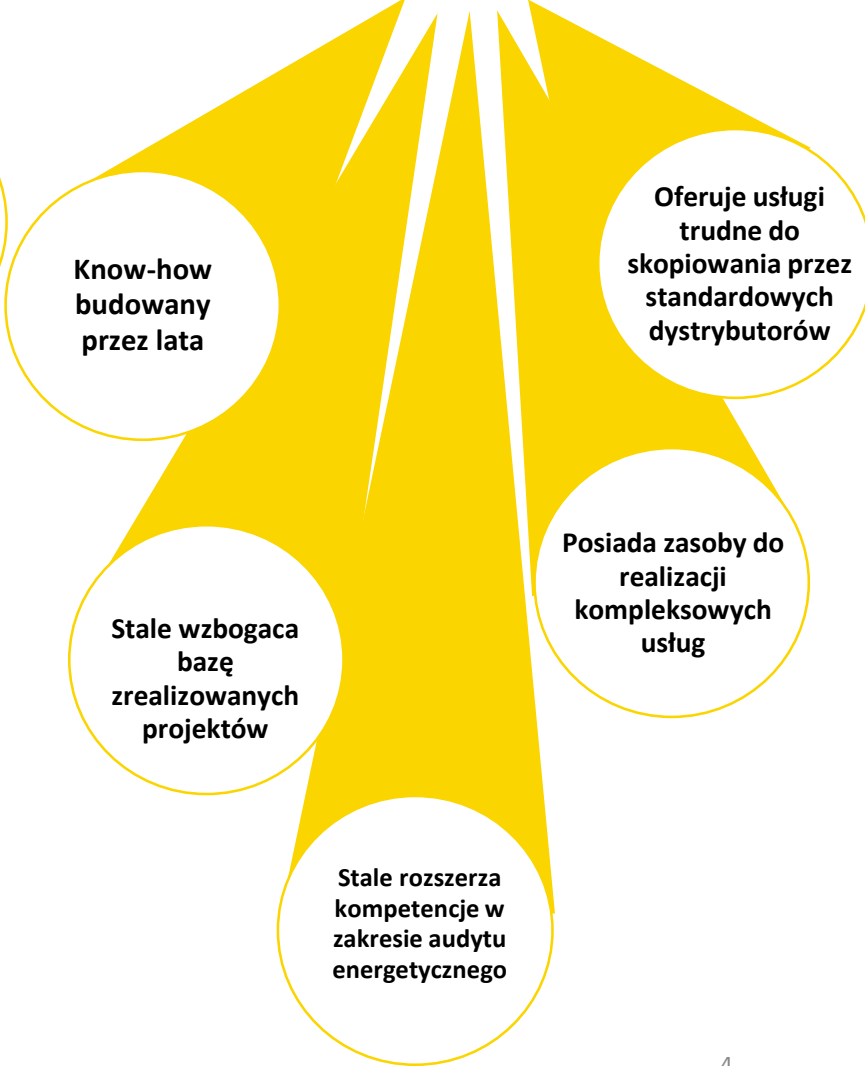 Know-how
budowany
przez lata
Oferuje usługi
trudne do
skopiowania przez
standardowych
dystrybutorów
Stale wzbogaca
bazę
zrealizowanych
projektów
Posiada zasoby do
realizacji
kompleksowych
usług
Stale rozszerza
kompetencje w
zakresie audytu
energetycznego
4